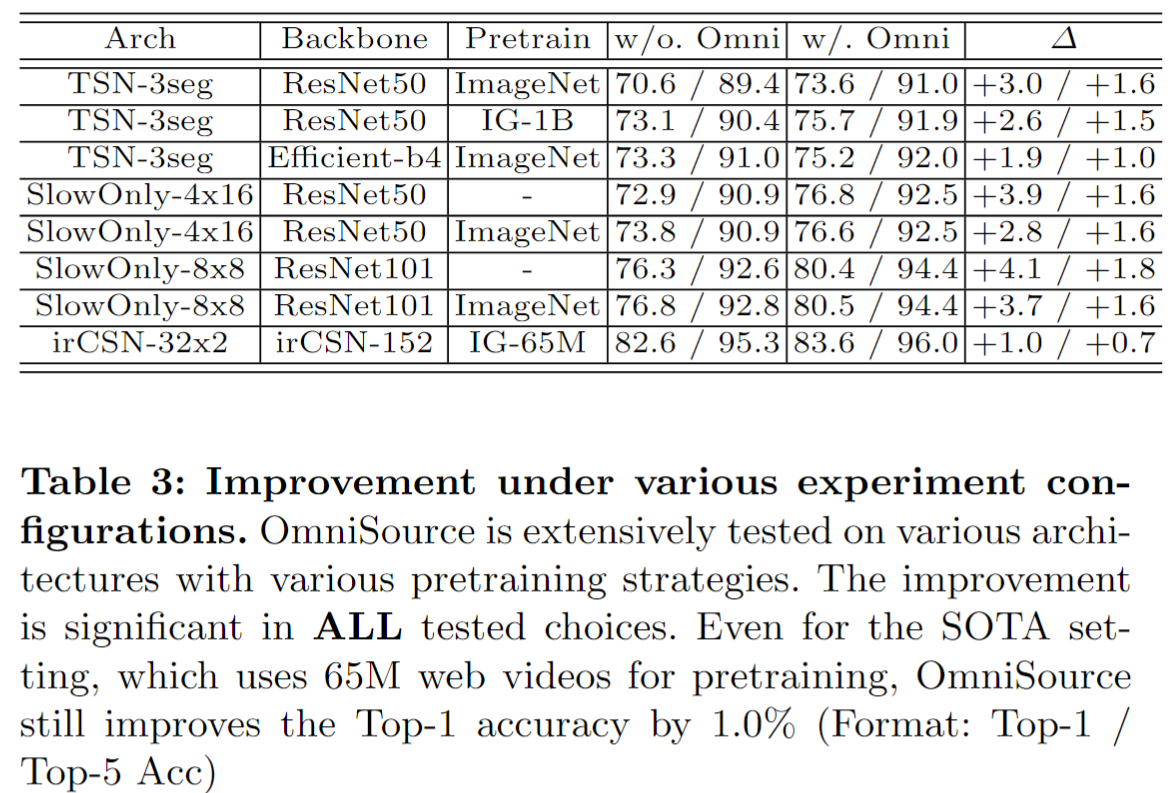 Arch Backbone Pretrain w/o. Omni w/. Omni Δ
TSN-3seg ResNet50 ImageNet 70.6 / 89.4 73.6 / 91.0 +3.0 / +1.6
TSN-3seg ResNet50 IG-1B 73.1 / 90.4 75.7 / 91.9 +2.6 / +1.5
TSN-3seg Efficient-b4 ImageNet 73.3 / 91.0 75.2 / 92.0 +1.9 / +1.0
SlowOnly-4x16 ResNet50 - 72.9 / 90.9 76.8 / 92.5 +3.9 / +1.6
SlowOnly-4x16 ResNet50 ImageNet 73.8 / 90.9 76.6 / 92.5 +2.8 / +1.6
SlowOnly-8x8 ResNet101 - 76.3 / 92.6 80.4 / 94.4 +4.1 / +1.8
SlowOnly-8x8 ResNet101 ImageNet 76.8 / 92.8 80.5 / 94.4 +3.7 / +1.6
irCSN-32x2 irCSN-152 IG-65M 82.6 / 95.3 83.6 / 96.0 +1.0 / +0.7
Table 3: Improvement under various experiment con-
figurations. OmniSource is extensively tested on various archi-
tectures with various pretraining strategies. The improvement
is significant in ALL tested choices. Even for the SOTA set-
ting, which uses 65M web videos for pretraining, OmniSource
still improves the Top-1 accuracy by 1.0% (Format: Top-1 /
Top-5 Acc)